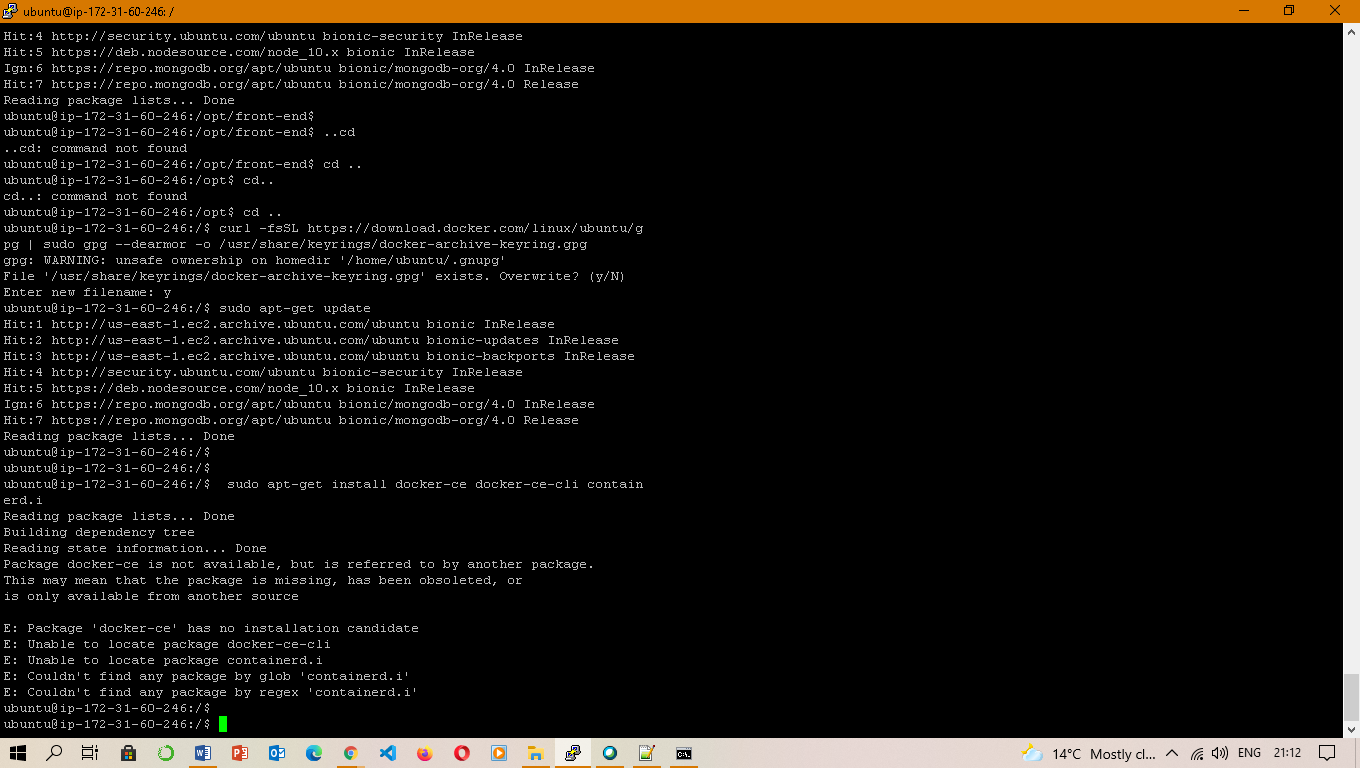 ubuntu@ip-172-31-60-246: /
Hit:4 http://security.ubuntu.com/ubuntu bionic-security InRelease
Hit:5 https://deb.nodesource.com/node_10.x bionic InRelease
Ign:6 https://repo.mongodb.org/apt/ubuntu bionic/mongodb-org/4.0 InRelease
Hit:7 https://repo.mongodb.org/apt/ubuntu bionic/mongodb-org/4.0 Release
Reading package lists... Done
ubuntu@ip-172-31-60-246:/opt/front-end$
ubuntu@ip-172-31-60-246:/opt/front-end$ ..cd
..cd: command not found
ubuntu@ip-172-31-60-246:/opt/front-end$ cd ..
ubuntu@ip-172-31-60-246:/opt$ cd..
cd..: command not found
ubuntu@ip-172-31-60-246:/opt$ cd ..
ubuntu@ip-172-31-60-246:/$ curl -fsSL https://download.docker.com/linux/ubuntu/g
pg | sudo gpg --dearmor -o /usr/share/keyrings/docker-archive-keyring.gpg
gpg: WARNING: unsafe ownership on homedir '/home/ubuntu/.gnupg'
File '/usr/share/keyrings/docker-archive-keyring.gpg' exists. Overwrite? (y/N)
Enter new filename: y
ubuntu@ip-172-31-60-246:/$ sudo apt-get update
Hit:1 http://us-east-1.ec2.archive.ubuntu.com/ubuntu bionic InRelease
Hit:2 http://us-east-1.ec2.archive.ubuntu.com/ubuntu bionic-updates InRelease
Hit:3 http://us-east-1.ec2.archive.ubuntu.com/ubuntu bionic-backports InRelease
Hit:4 http://security.ubuntu.com/ubuntu bionic-security InRelease
Hit:5 https://deb.nodesource.com/node_10.x bionic InRelease
Ign:6 https://repo.mongodb.org/apt/ubuntu bionic/mongodb-org/4.0 InRelease
Hit:7 https://repo.mongodb.org/apt/ubuntu bionic/mongodb-org/4.0 Release
Reading package lists... Done
ubuntu@ip-172-31-60-246:/$
ubuntu@ip-172-31-60-246:/$
ubuntu@ip-172-31-60-246:/$  sudo apt-get install docker-ce docker-ce-cli contain
erd.i
Reading package lists... Done
Building dependency tree
Reading state information... Done
Package docker-ce is not available, but is referred to by another package.
This may mean that the package is missing, has been obsoleted, or
is only available from another source

E: Package 'docker-ce' has no installation candidate
E: Unable to locate package docker-ce-cli
E: Unable to locate package containerd.i
E: Couldn't find any package by glob 'containerd.i'
E: Couldn't find any package by regex 'containerd.i'
ubuntu@ip-172-31-60-246:/$
ubuntu@ip-172-31-60-246:/$
14°C Mostly cl... ENG 21:12